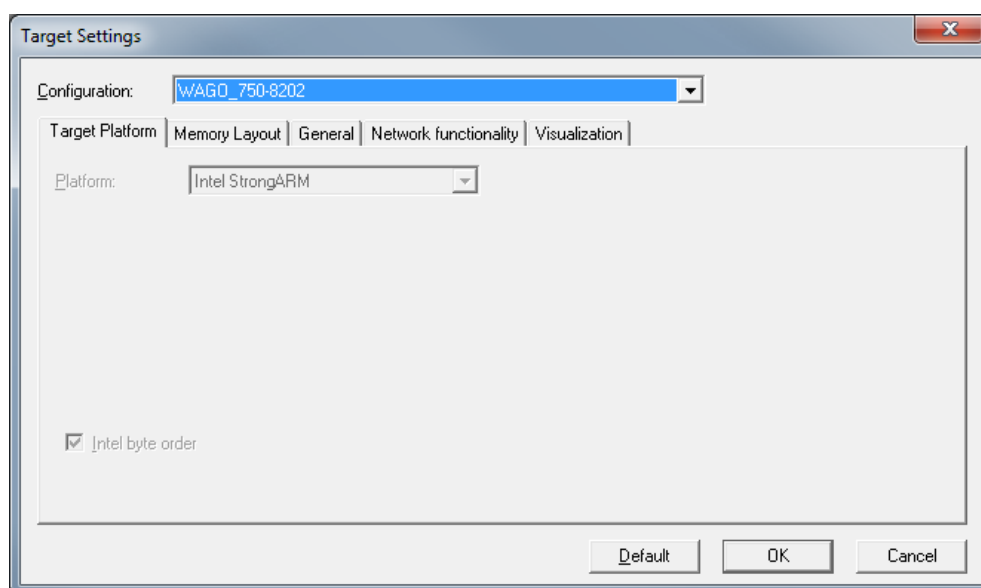 Target Settings
Configuration: WAGO_750-8202
Target Platform Memory Layout General Network functionality Visualization
Platform: Intel StrongARM
Intel byte order
Default OK Cancel